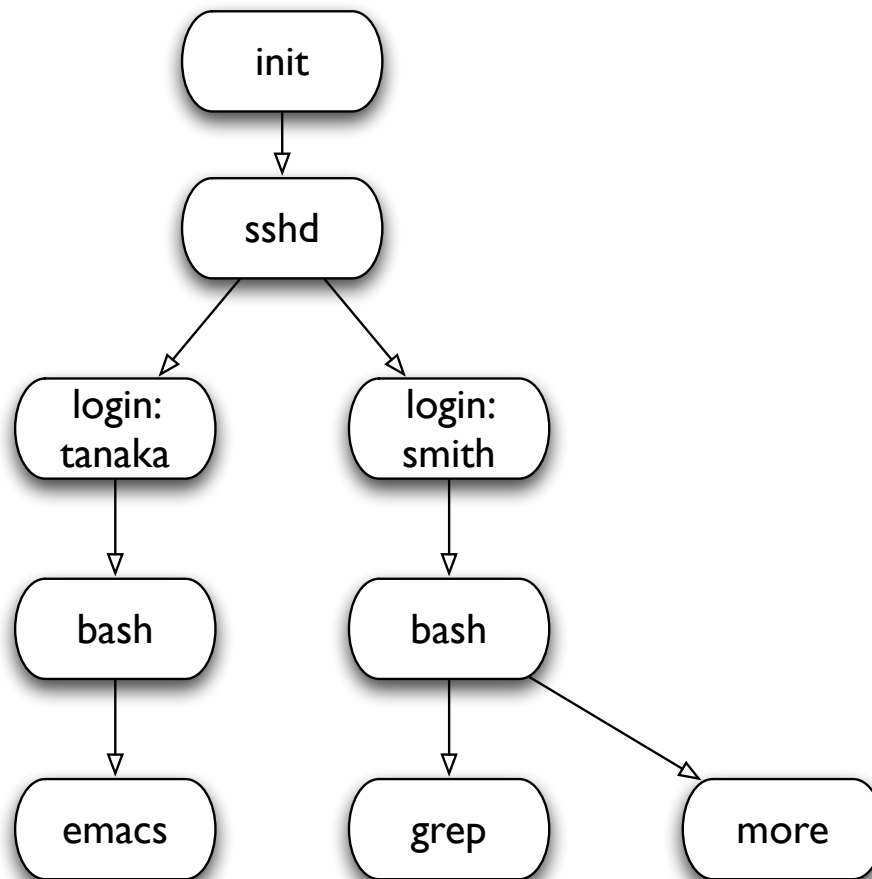 init
sshd
login:
tanaka
login:
smith
bash
bash
emacs
grep
more